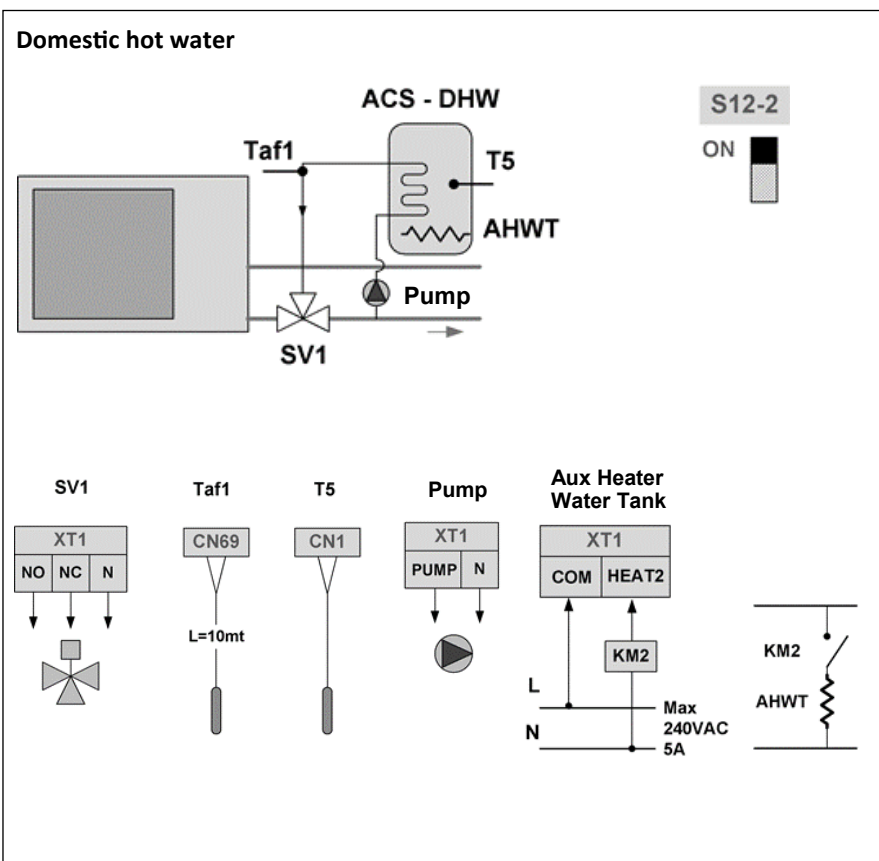 Domestic hot water
ACS - DHW
S12-2
ON
Taf1
T5
AHWT
Pump
SV1
SV1
Taf1
T5
Pump
Aux Heater
Water Tank
XT1
CN69
CN1
XT1
XT1
NO NC N
PUMP N
COM HEAT2
L=10mt
KM2
KM2
L
AHWT
Max
N
240VAC
5A